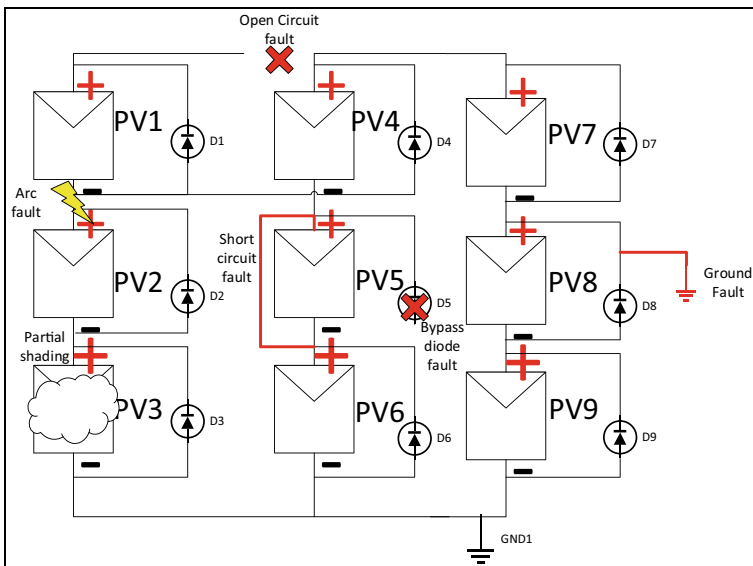 Open Circuit
fault
PV1
D1
PV4
D4
PV7
D7
Arc
fault
PV2
D2
Short
circuit
fault
PV5
D5
Bypass
diode
fault
PV8
D8
Ground
Fault
Partial
shading
PV3
D3
PV6
D6
PV9
D9
GND1